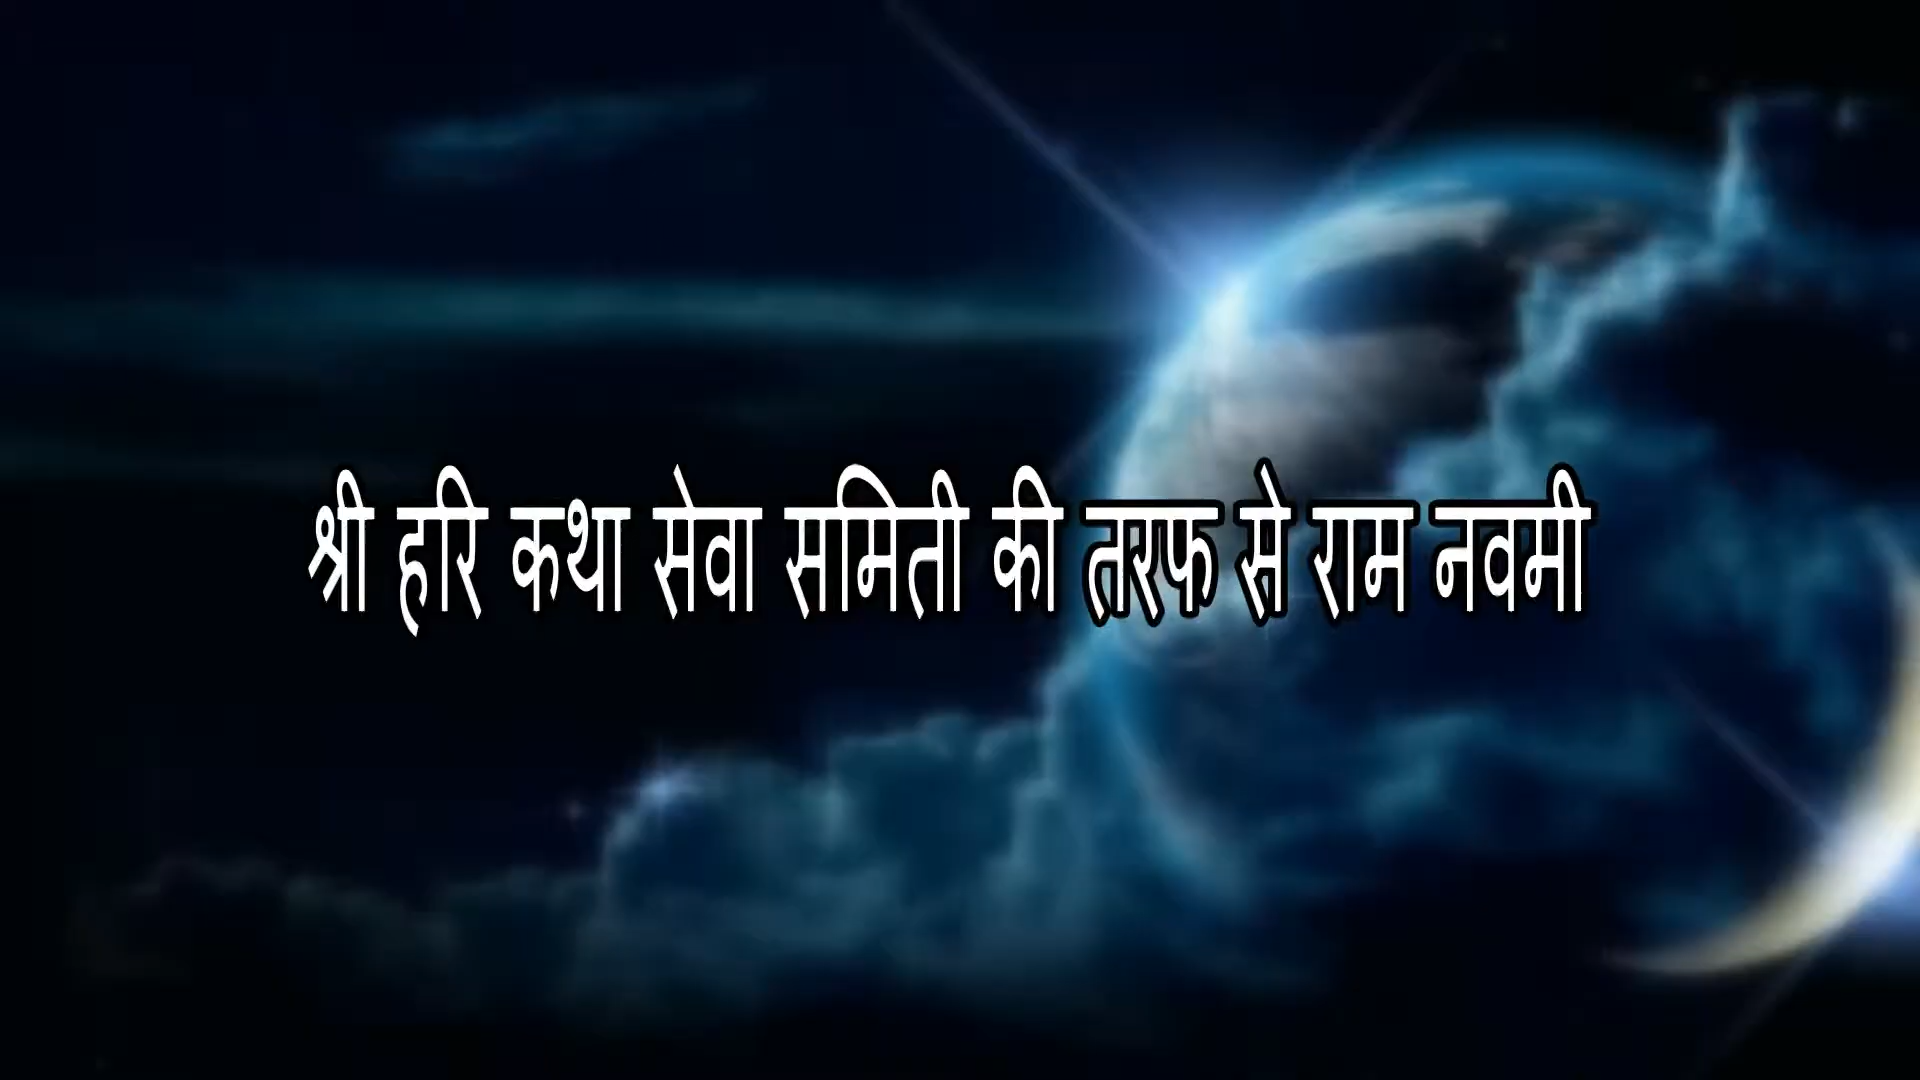 श्री हरि कथा सेवा समिती की तरफ से राम नवमी